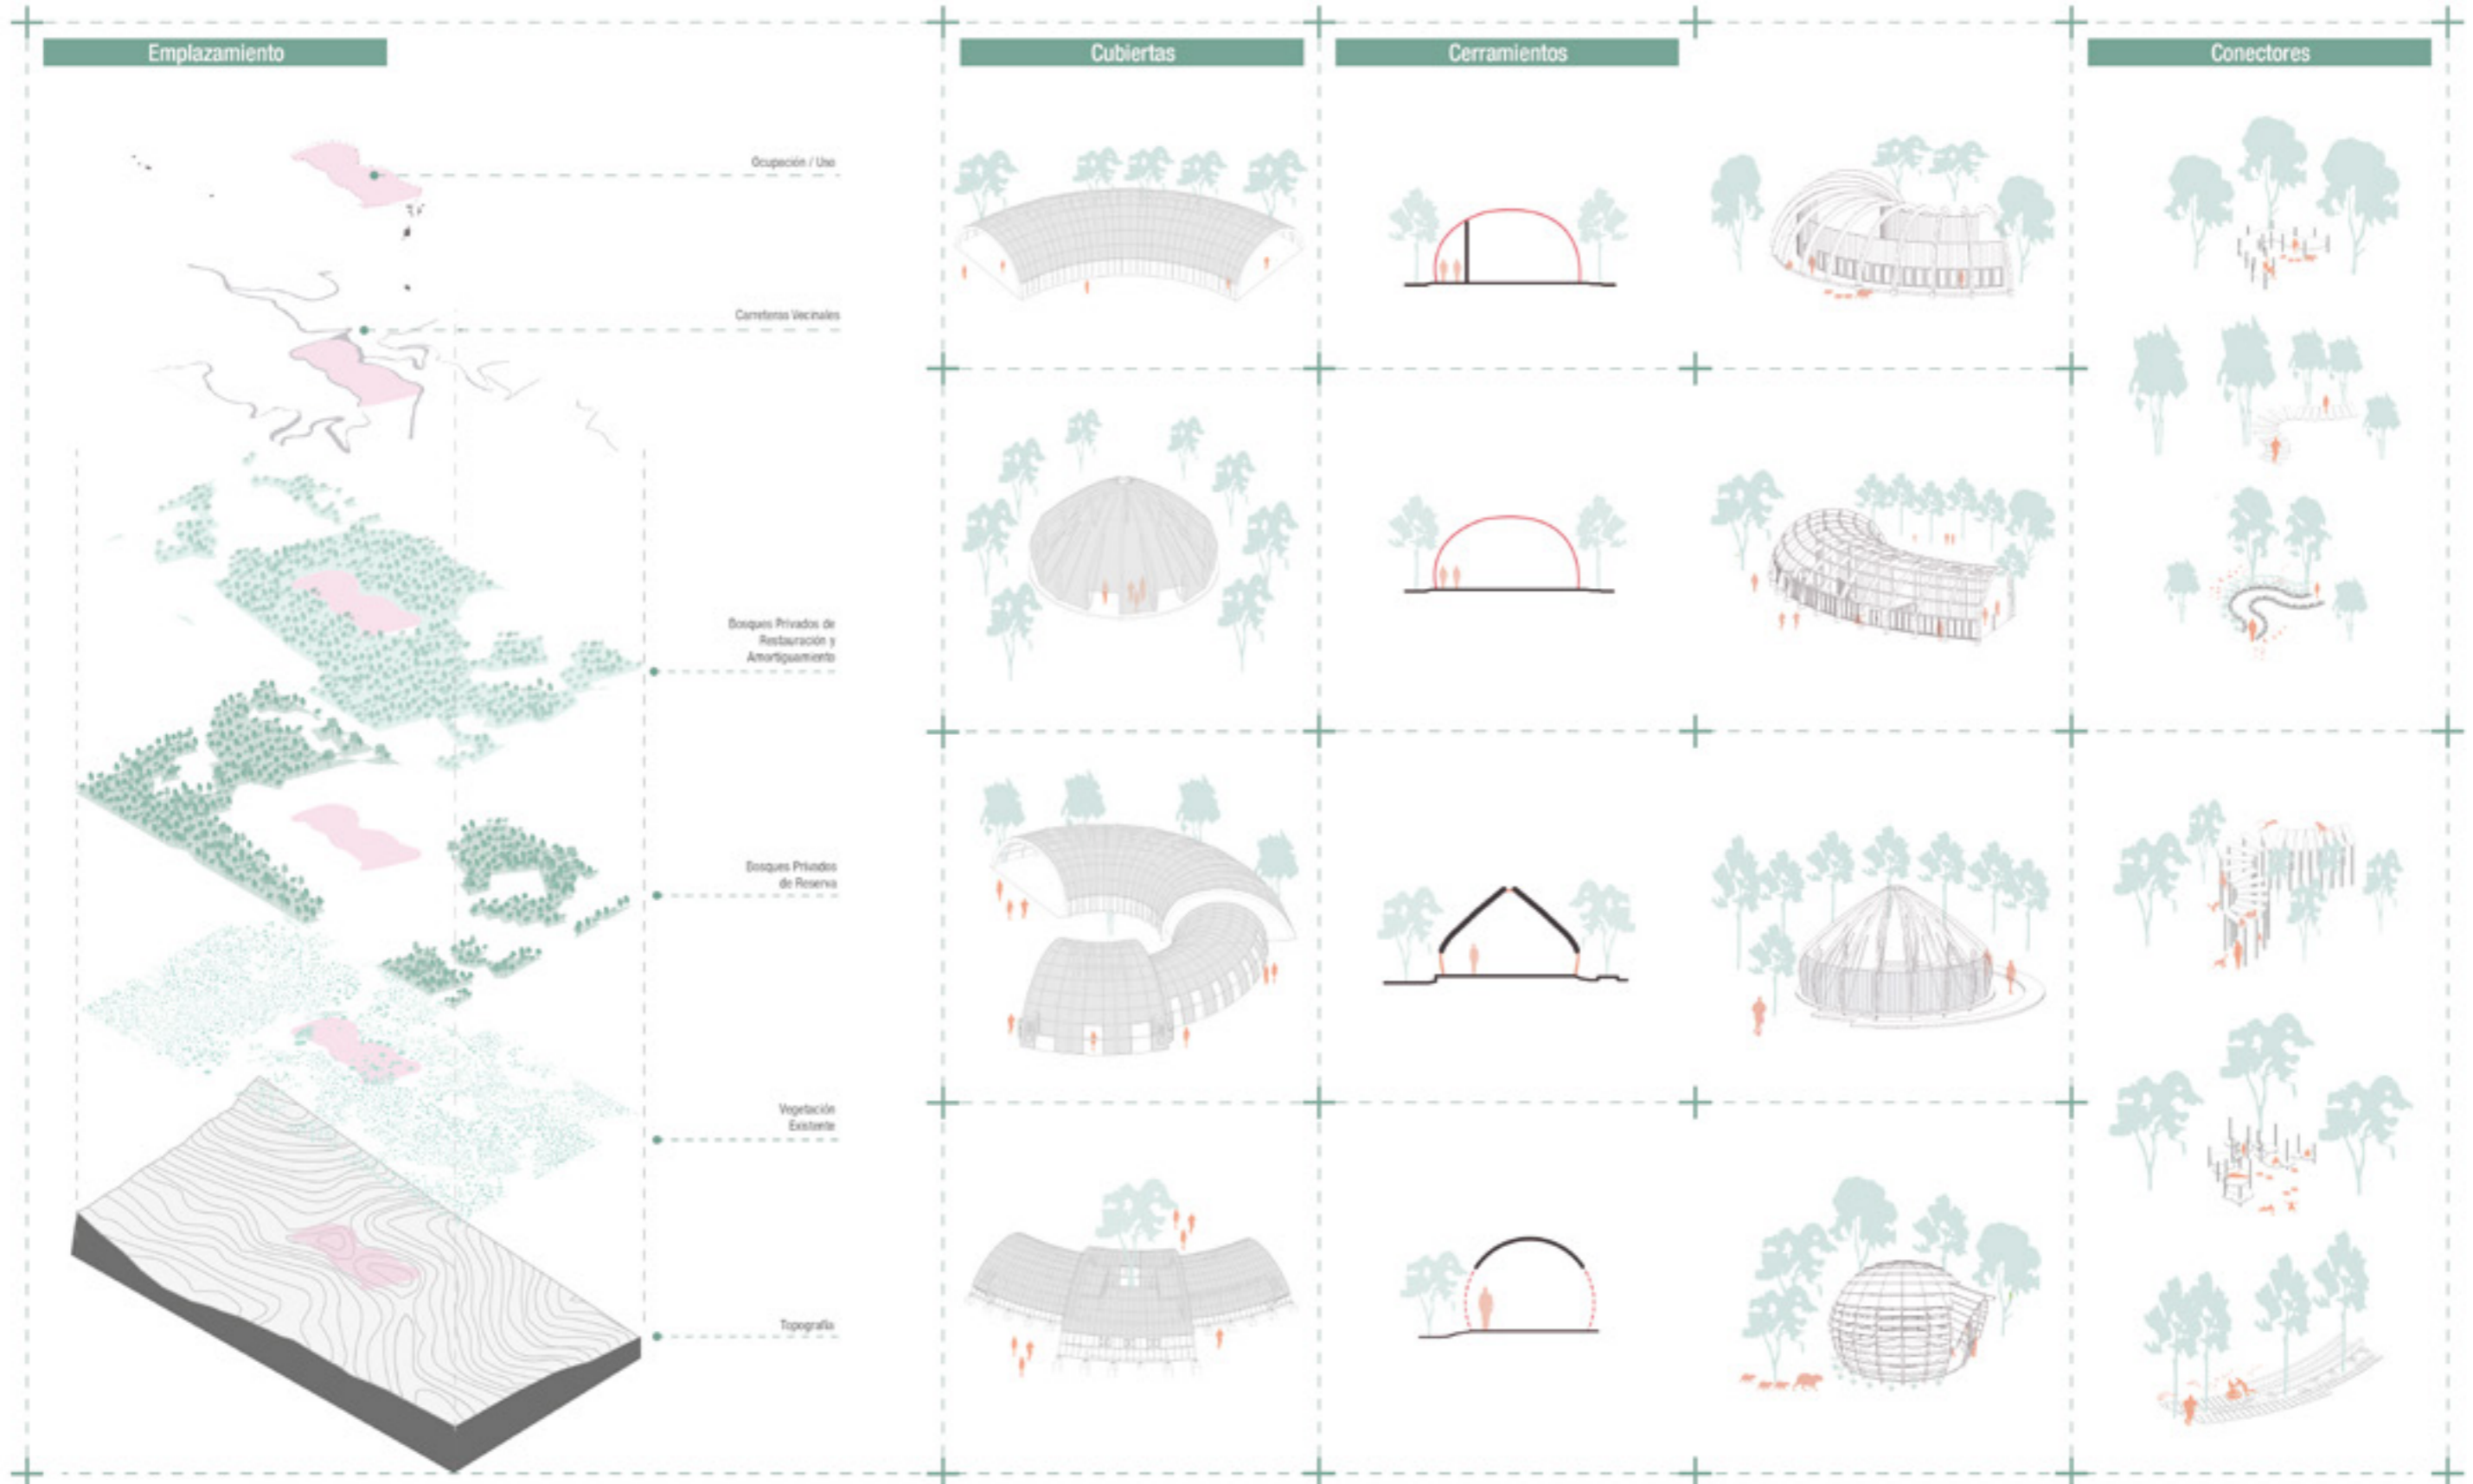 Emplazamiento
Cubiertas
Cerramientos
Conectores
Ocupación / Uso
Carreteras Vecinales
Bosques Privados de
Restauración y
Amortiguamiento
Bosques Privados
de Reserva
Vegetación
Existente
Topografía